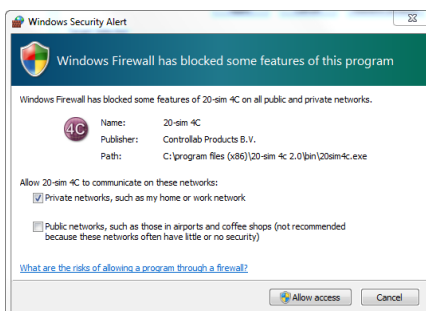 Windows Security Alert
Windows Firewall has blocked some features of this program
Windows Firewall has blocked some features of 20-sim 4C on all public and private networks.
4C
Name: 20-sim 4C
Publisher: Controllab Products B.V.
Path: C:\program files (x86)\20-sim 4c 2.0\bin\20sim4c.exe
Allow 20-sim 4C to communicate on these networks:
Private networks, such as my home or work network
Public networks, such as those in airports and coffee shops (not recommended
because these networks often have little or no security)
What are the risks of allowing a program through a firewall?
Allow access Cancel